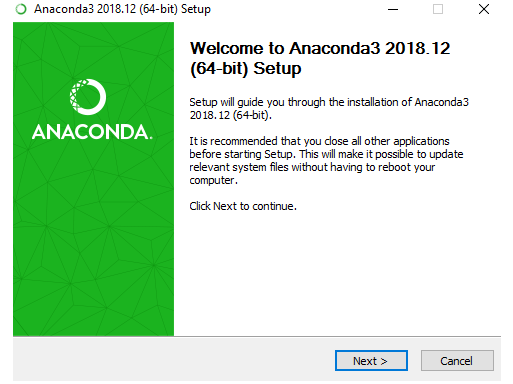 Anaconda3 2018.12 (64-bit) Setup
Welcome to Anaconda3 2018.12
(64-bit) Setup
ANACONDA.
Setup will guide you through the installation of Anaconda3
2018.12 (64-bit).
It is recommended that you close all other applications
before starting Setup. This will make it possible to update
relevant system files without having to reboot your
computer.
Click Next to continue.
Next >
Cancel